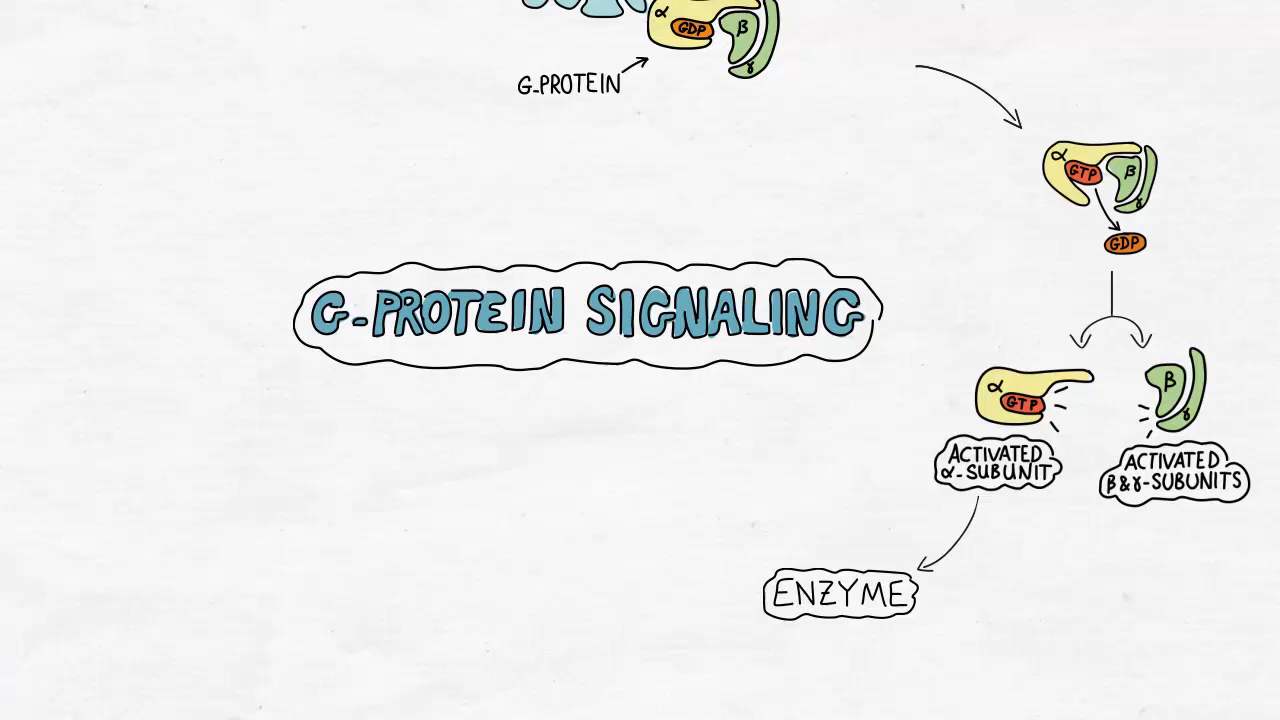 α
GDP
β
γ
G-PROTEIN
α
GTP
β
γ
GDP
G-PROTEIN SIGNALING
α
GTP
β
γ
ACTIVATED
α-SUBUNIT
ACTIVATED
β&γ-SUBUNITS
ENZYME